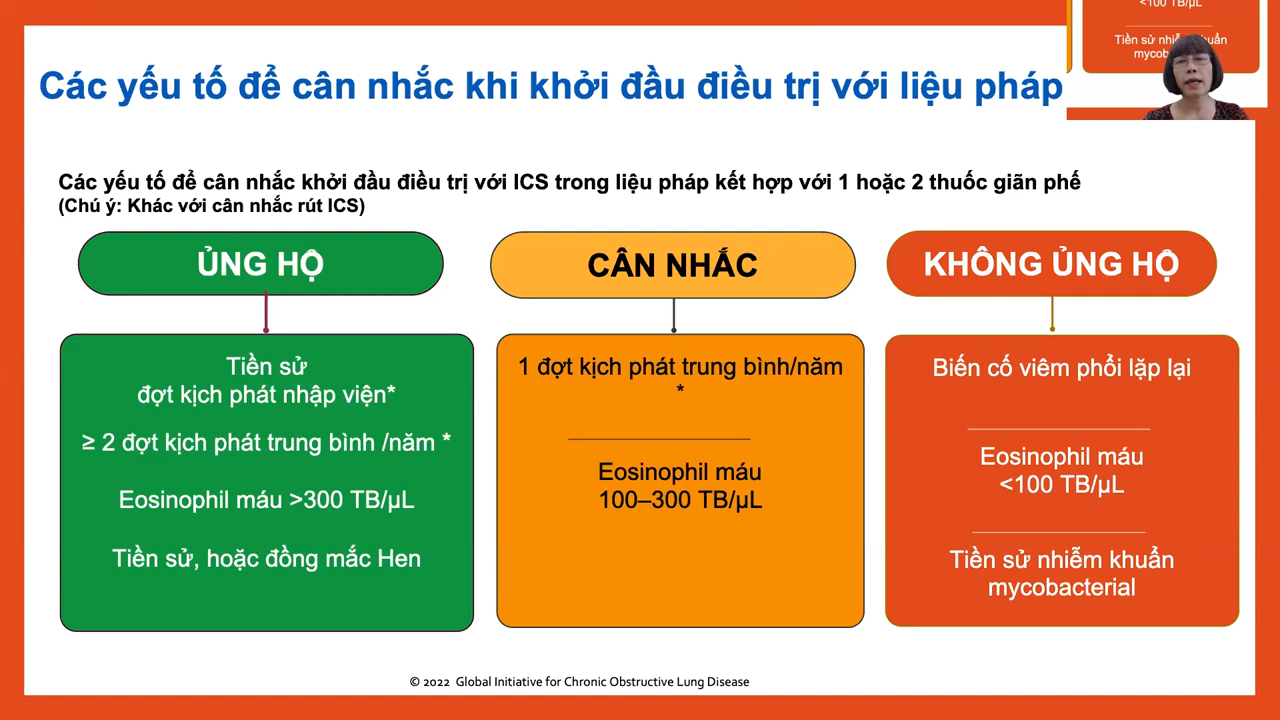 <100 TB/µL
Tiền sử nhiễm khuẩn
Các yếu tố để cân nhắc khi khởi đầu điều trị với liệu pháp
Các yếu tố để cân nhắc khởi đầu điều trị với ICS trong liệu pháp kết hợp với 1 hoặc 2 thuốc giãn phế
(Chú ý: Khác với cân nhắc rút ICS)
ỦNG HỘ
Tiền sử
đợt kịch phát nhập viện*
≥ 2 đợt kịch phát trung bình /năm *
Eosinophil máu >300 TB/µL
Tiền sử, hoặc đồng mắc Hen
CÂN NHẮC
1 đợt kịch phát trung bình/năm
*
Eosinophil máu
100–300 TB/µL
KHÔNG ỦNG HỘ
Biến cố viêm phổi lặp lại
Eosinophil máu
<100 TB/µL
Tiền sử nhiễm khuẩn
mycobacterial
© 2022 Global Initiative for Chronic Obstructive Lung Disease